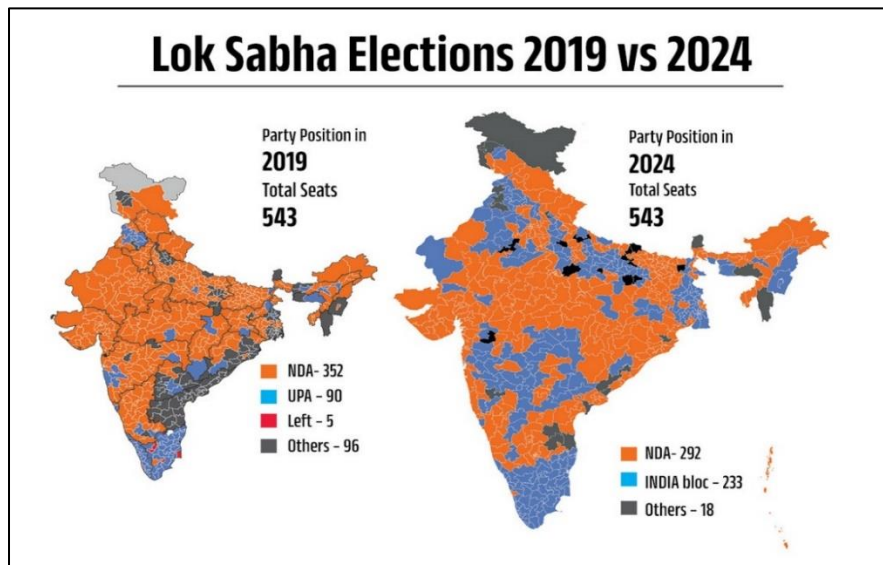 Lok Sabha Elections 2019 vs 2024
Party Position in
2019
Total Seats
543
NDA- 352
UPA – 90
Left – 5
Others – 96
Party Position in
2024
Total Seats
543
NDA- 292
INDIA bloc – 233
Others – 18